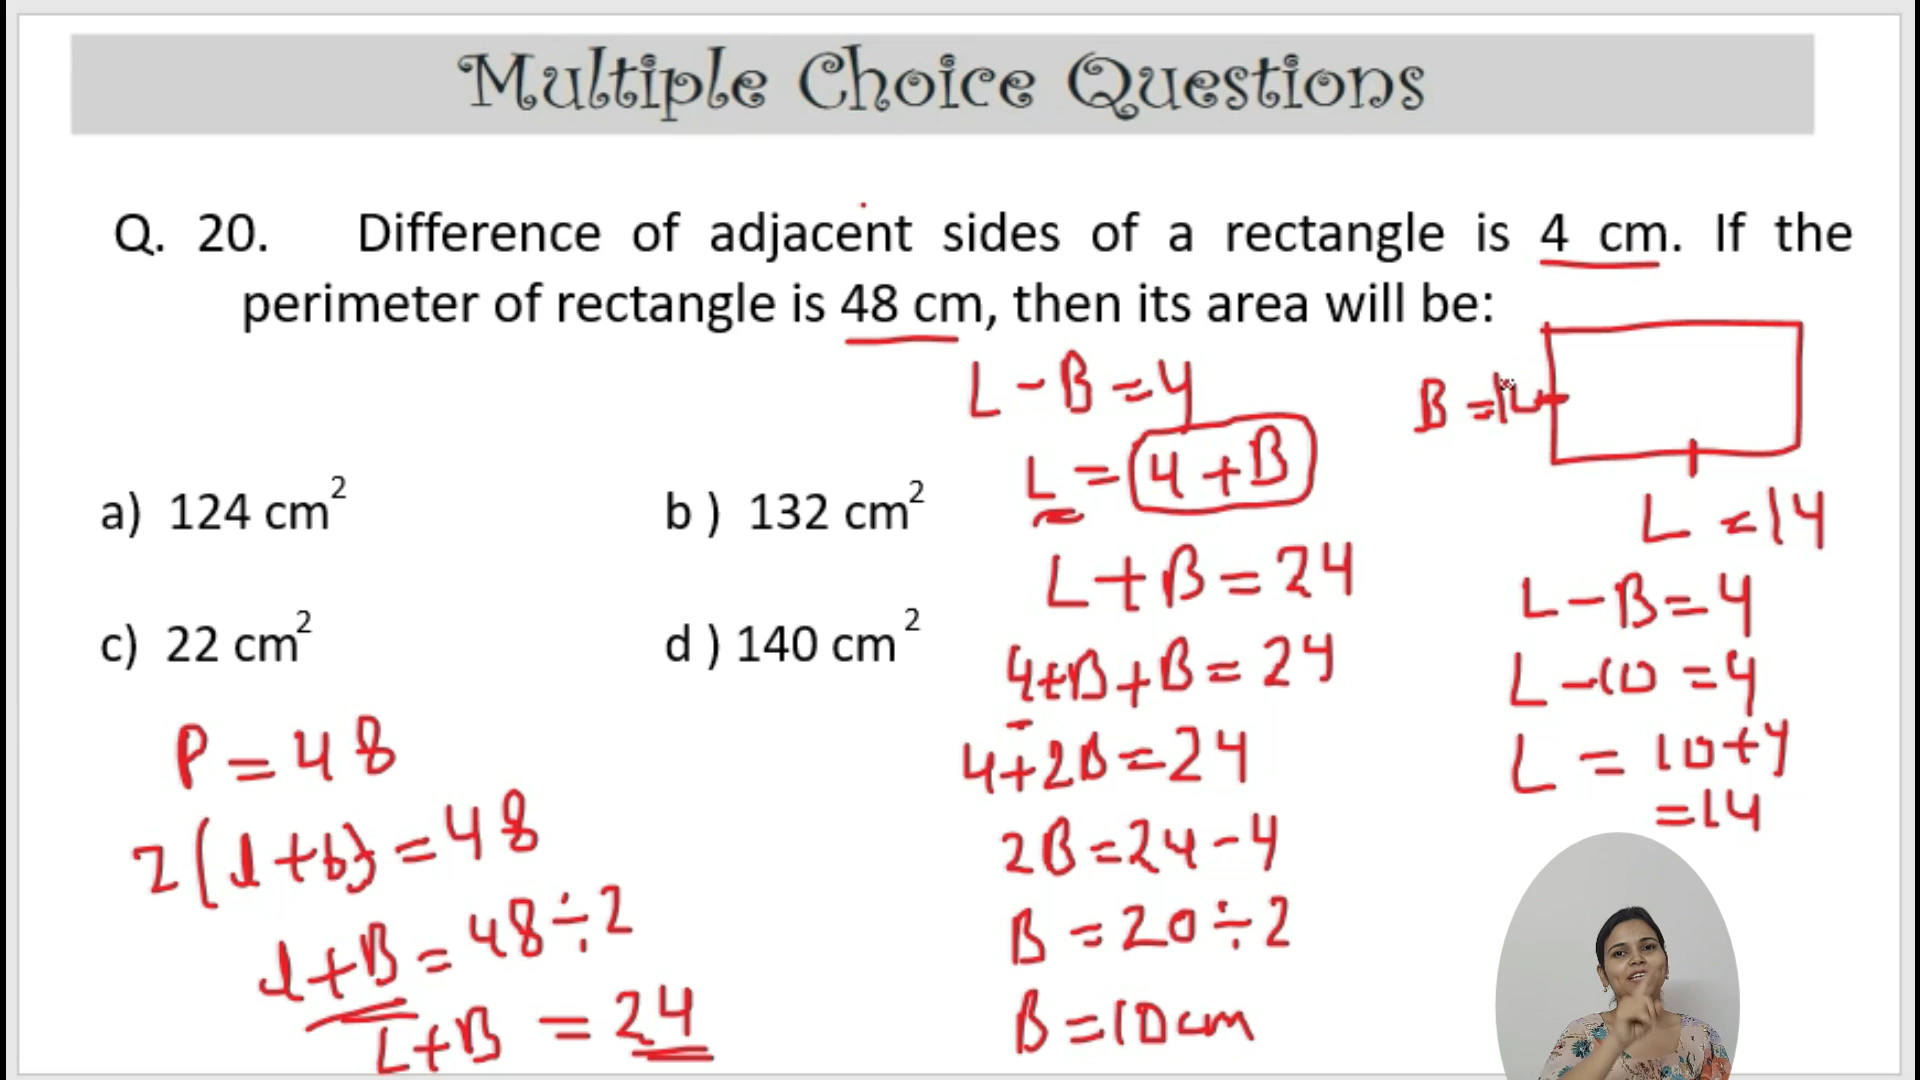 Multiple Choice Questions
Q. 20. Difference of adjacent sides of a rectangle is 4 cm. If the
perimeter of rectangle is 48 cm, then its area will be:
a) 124 cm²
b ) 132 cm²
c) 22 cm²
d ) 140 cm²
P = 48
2(l+b) = 48
l+B = 48÷2
L+B = 24
L-B=4
L = 4+B
L+B=24
4+B+B=24
4+2B=24
2B=24-4
B=20÷2
B=10cm
B =
L=14
L-B=4
L-10=4
L = 10+4
=14